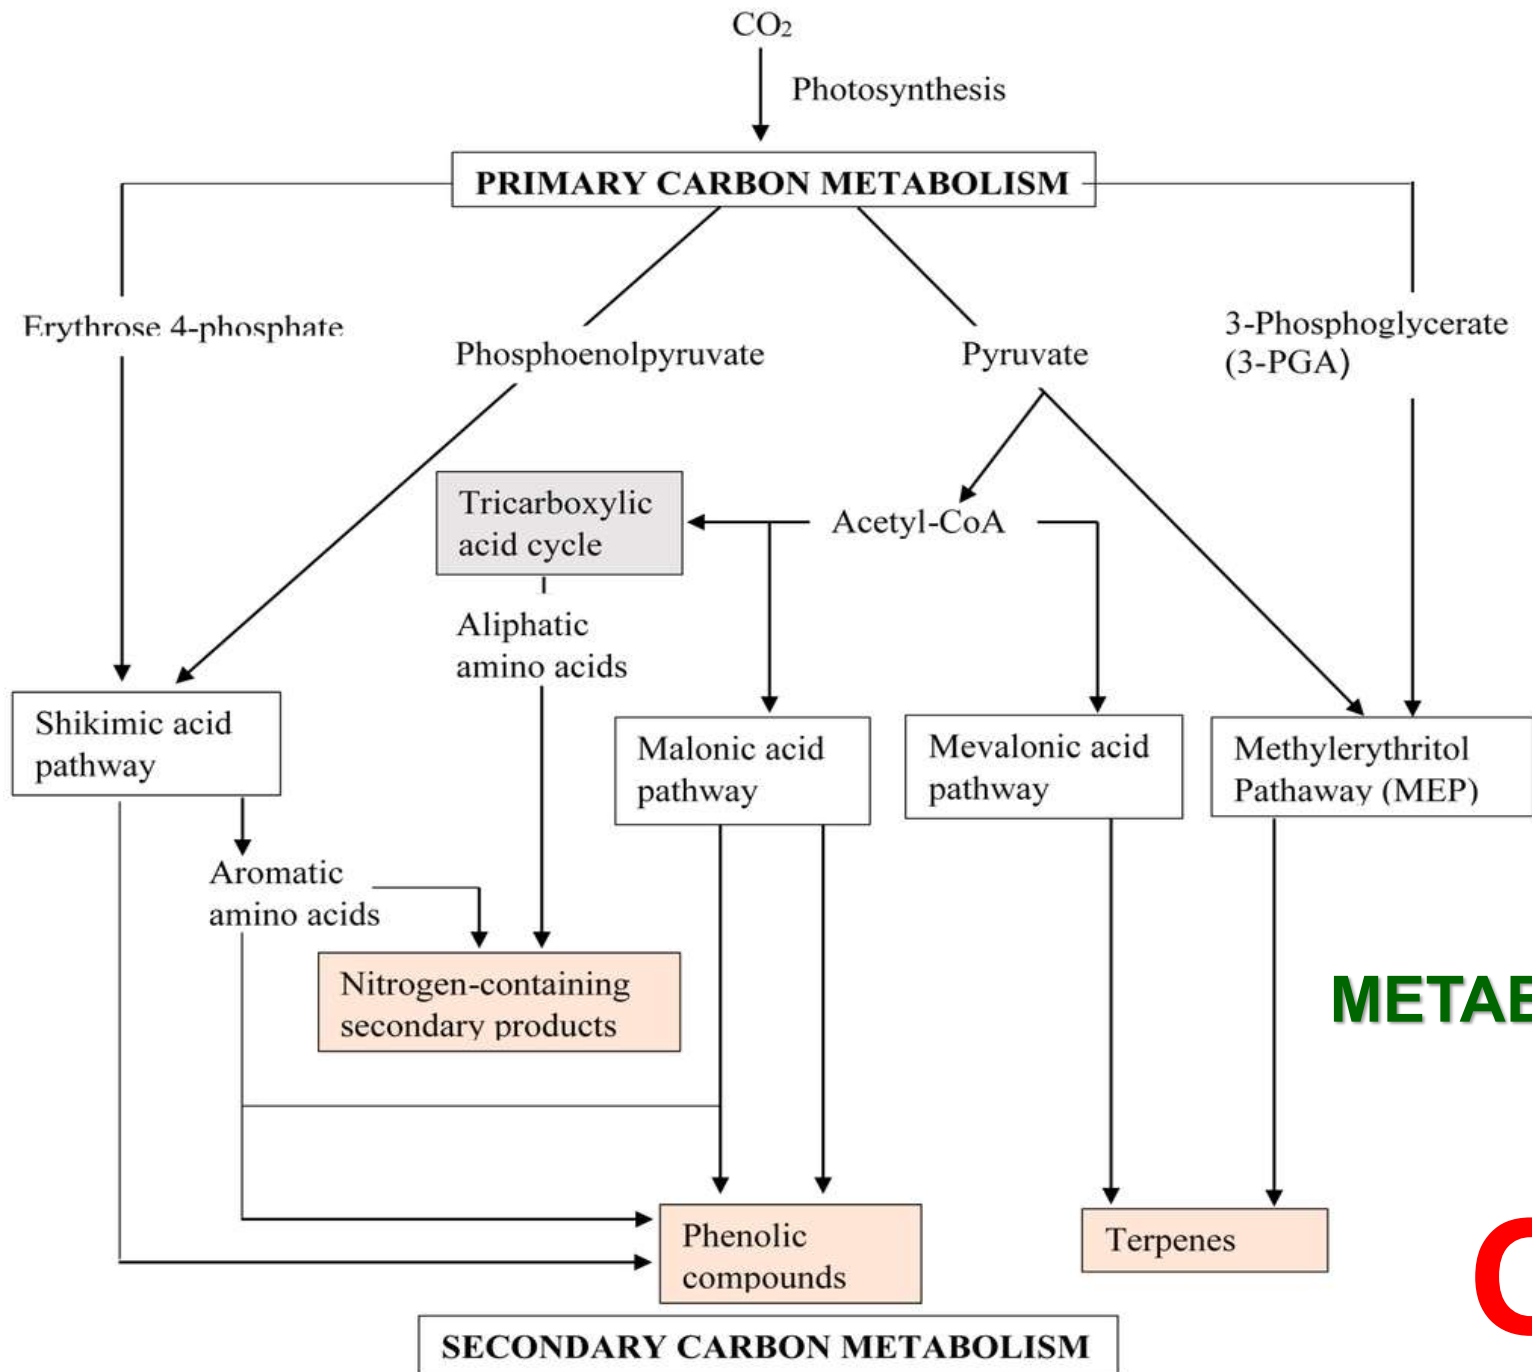 CO₂
Photosynthesis
PRIMARY CARBON METABOLISM
Erythrose 4-phosphate
Phosphoenolpyruvate
Pyruvate
3-Phosphoglycerate
(3-PGA)
Tricarboxylic
acid cycle
Acetyl-CoA
Aliphatic
amino acids
Shikimic acid
pathway
Malonic acid
pathway
Mevalonic acid
pathway
Methylerythritol
Pathaway (MEP)
Aromatic
amino acids
Nitrogen-containing
secondary products
Phenolic
compounds
Terpenes
SECONDARY CARBON METABOLISM